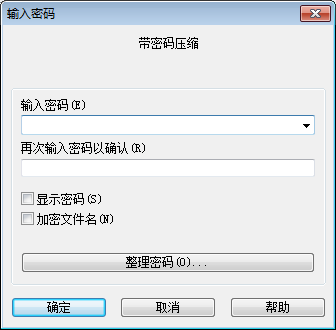 输入密码
带密码压缩
输入密码(E)
再次输入密码以确认(R)
显示密码(S)
加密文件名(N)
整理密码(O)...
确定
取消
帮助